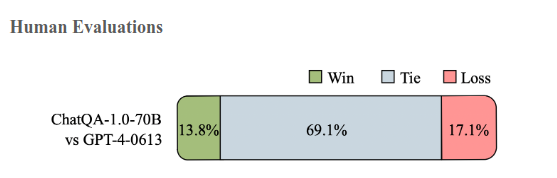 Human Evaluations
Win Tie Loss
ChatQA-1.0-70B
vs GPT-4-0613
13.8% 69.1% 17.1%